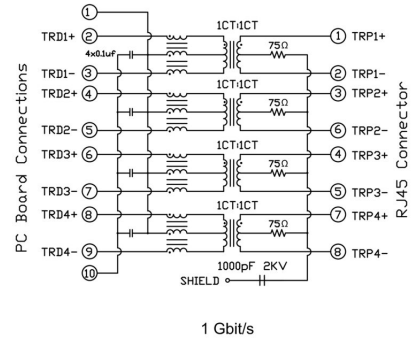 1
1CT:1CT
TRD1+ 2
1 TRP1+
4x0.1uf
75Ω
TRD1- 3
2 TRP1-
TRD2+ 4
1CT:1CT
3 TRP2+
75Ω
TRD2- 5
6 TRP2-
TRD3+ 6
1CT:1CT
4 TRP3+
75Ω
TRD3- 7
5 TRP3-
TRD4+ 8
1CT:1CT
7 TRP4+
75Ω
TRD4- 9
8 TRP4-
10
1000pF 2KV
SHIELD
PC Board Connections
RJ45 Connector
1 Gbit/s